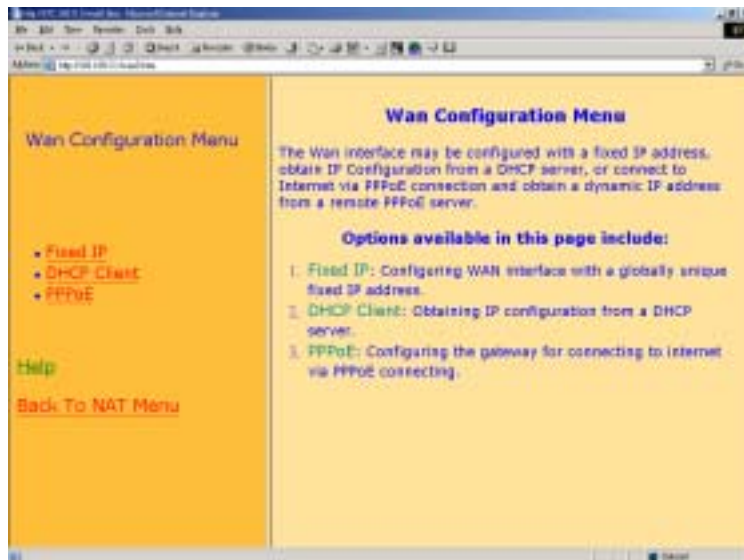 Wan Configuration Menu
• Fixed IP
• DHCP Client
• PPPoE
Help
Back To NAT Menu
Wan Configuration Menu
The Wan interface may be configured with a fixed IP address,
obtain IP Configuration from a DHCP server, or connect to
Internet via PPPoE connection and obtain a dynamic IP address
from a remote PPPoE server.
Options available in this page include:
1. Fixed IP: Configuring WAN interface with a globally unique
fixed IP address.
2. DHCP Client: Obtaining IP configuration from a DHCP
server.
3. PPPoE: Configuring the gateway for connecting to internet
via PPPoE connecting.